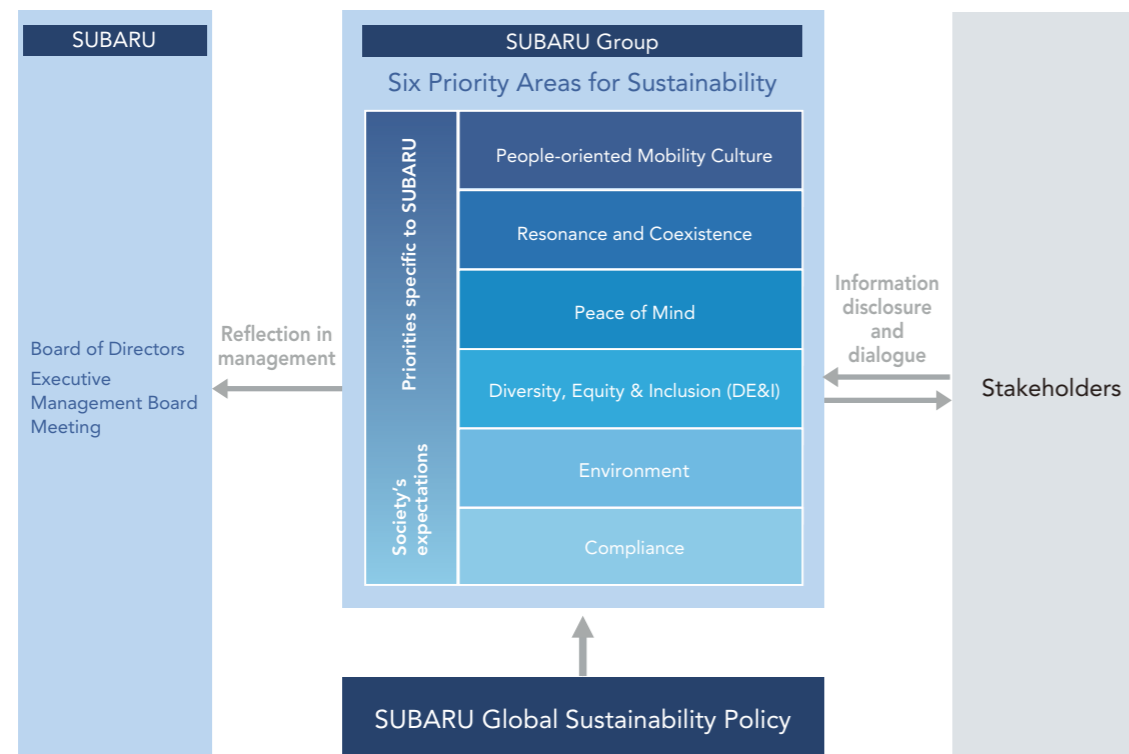 SUBARU
Board of Directors
Executive
Management Board
Meeting
Reflection in
management
SUBARU Group
Six Priority Areas for Sustainability
Priorities specific to SUBARU
Society's
expectations
People-oriented Mobility Culture
Resonance and Coexistence
Peace of Mind
Diversity, Equity & Inclusion (DE&I)
Environment
Compliance
Information
disclosure
and
dialogue
Stakeholders
SUBARU Global Sustainability Policy